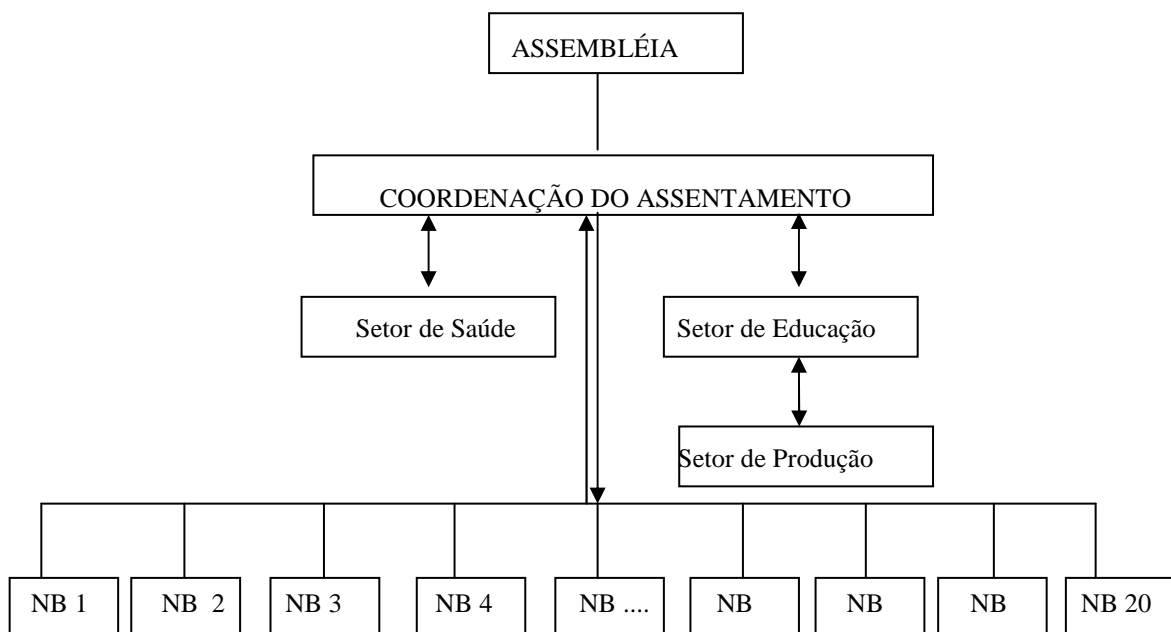 ASSEMBLÉIA
COORDENAÇÃO DO ASSENTAMENTO
Setor de Saúde
Setor de Educação
Setor de Produção
NB 1
NB 2
NB 3
NB 4
NB ....
NB
NB
NB
NB 20